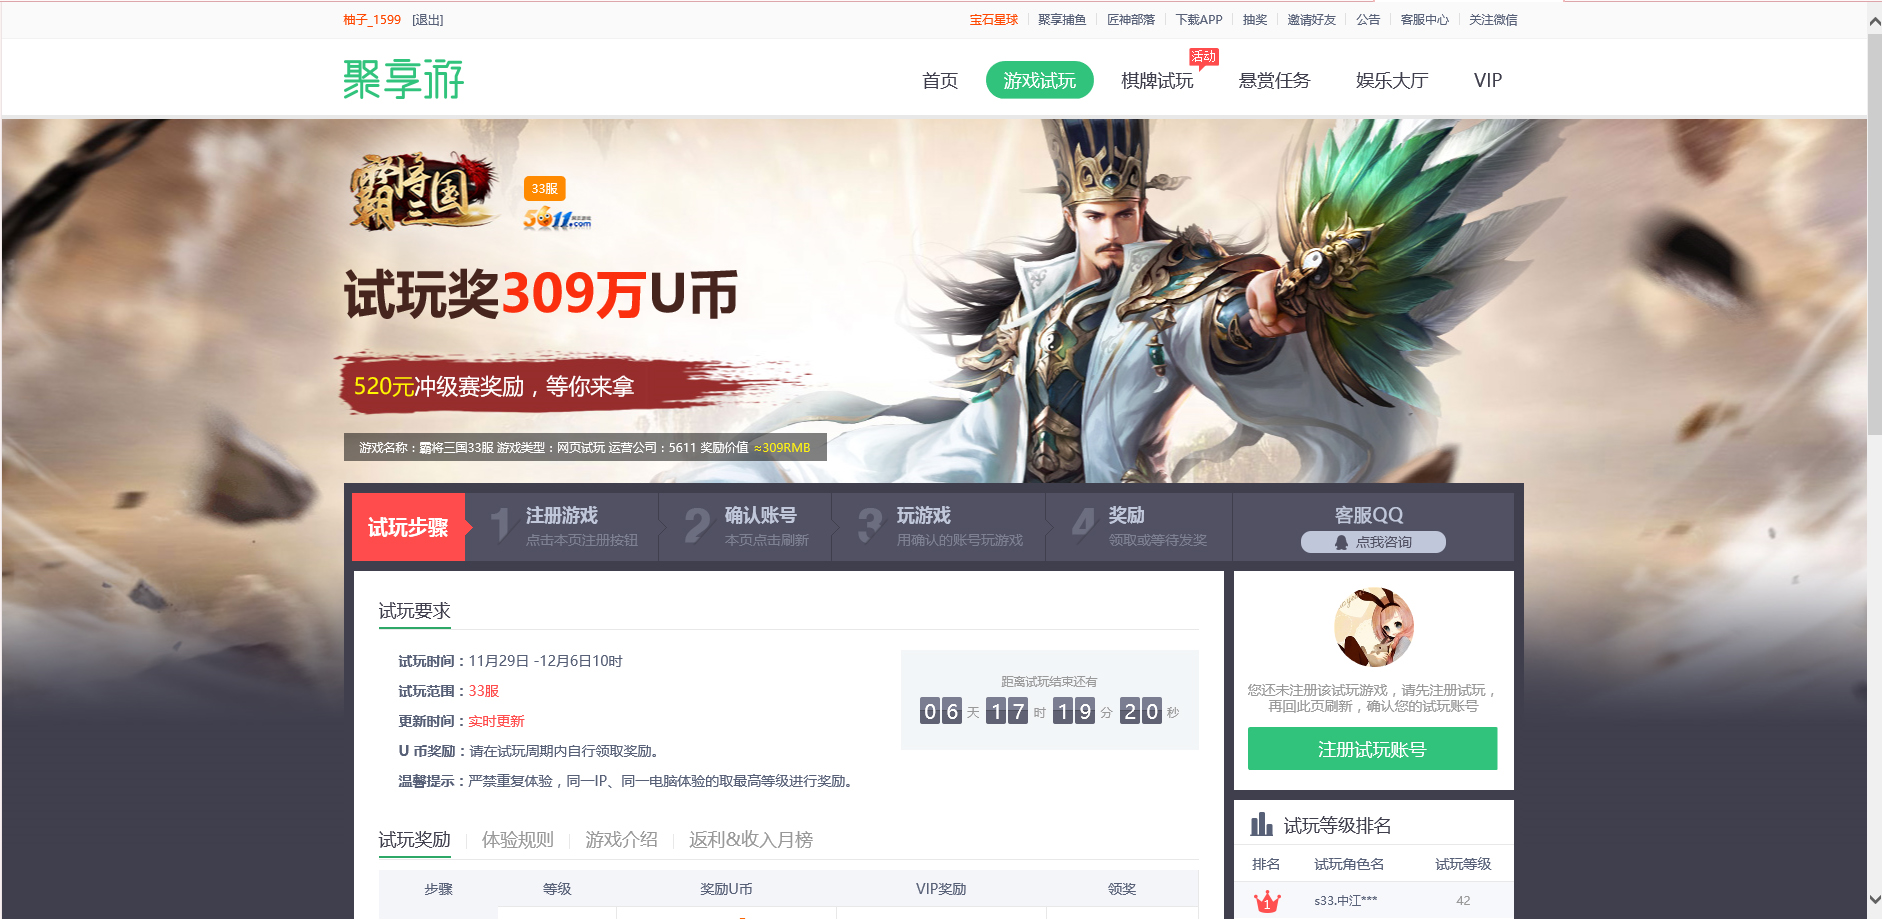 柚子_1599 [退出] 宝石星球 聚享捕鱼 匠神部落 下载APP 抽奖 邀请好友 公告 客服中心 关注微信
聚享游
首页 游戏试玩 棋牌试玩 活动 悬赏任务 娱乐大厅 VIP
霸将三国
33服
5611.com
试玩奖309万U币
520元冲级赛奖励，等你来拿
游戏名称：霸将三国33服 游戏类型：网页试玩 运营公司：5611 奖励价值 ≈309RMB
试玩步骤
1 注册游戏
点击本页注册按钮
2 确认账号
本页点击刷新
3 玩游戏
用确认的账号玩游戏
4 奖励
领取或等待发奖
客服QQ
点我咨询
试玩要求
试玩时间：11月29日 -12月6日10时
试玩范围：33服
更新时间：实时更新
U 币奖励：请在试玩周期内自行领取奖励。
温馨提示：严禁重复体验，同一IP、同一电脑体验的取最高等级进行奖励。
距离试玩结束还有
06 天 17 时 19 分 20 秒
您还未注册该试玩游戏，请先注册试玩，
再回此页刷新，确认您的试玩账号
注册试玩账号
试玩奖励 体验规则 游戏介绍 返利&收入月榜
步骤 等级 奖励U币 VIP奖励 领奖
试玩等级排名
排名 试玩角色名 试玩等级
1 s33.中江*** 42